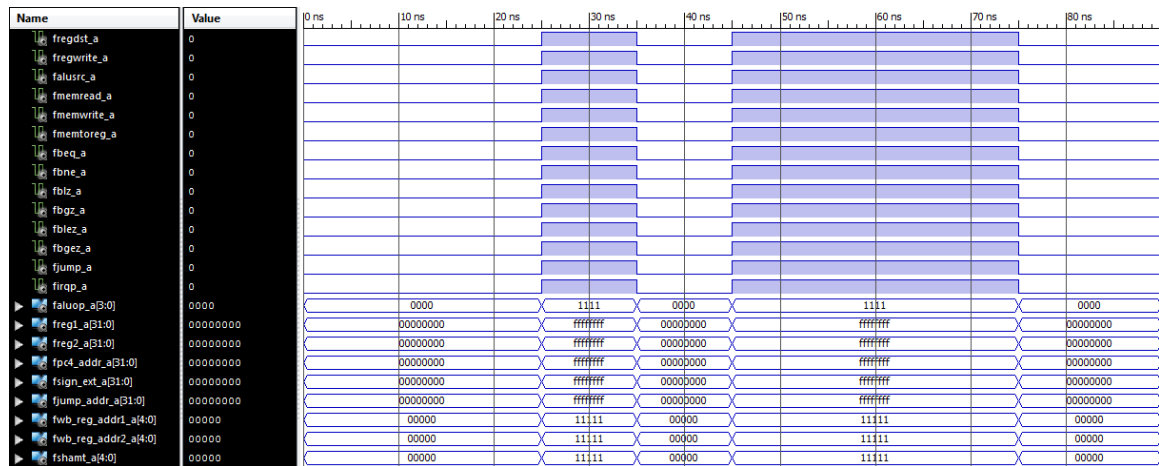 Name Value 0 ns 10 ns 20 ns 30 ns 40 ns 50 ns 60 ns 70 ns 80 ns
fregdst_a 0
fregwrite_a 0
falusrc_a 0
fmemread_a 0
fmemwrite_a 0
fmemtoreg_a 0
fbeq_a 0
fbne_a 0
fblz_a 0
fbgz_a 0
fblez_a 0
fbgez_a 0
fjump_a 0
firqp_a 0
faluop_a[3:0] 0000 0000 1111 0000 1111 0000
freg1_a[31:0] 00000000 00000000 ffffffff 00000000 ffffffff 00000000
freg2_a[31:0] 00000000 00000000 ffffffff 00000000 ffffffff 00000000
fpc4_addr_a[31:0] 00000000 00000000 ffffffff 00000000 ffffffff 00000000
fsign_ext_a[31:0] 00000000 00000000 ffffffff 00000000 ffffffff 00000000
fjump_addr_a[31:0] 00000000 00000000 ffffffff 00000000 ffffffff 00000000
fwb_reg_addr1_a[4:0] 00000 00000 11111 00000 11111 00000
fwb_reg_addr2_a[4:0] 00000 00000 11111 00000 11111 00000
fshamt_a[4:0] 00000 00000 11111 00000 11111 00000